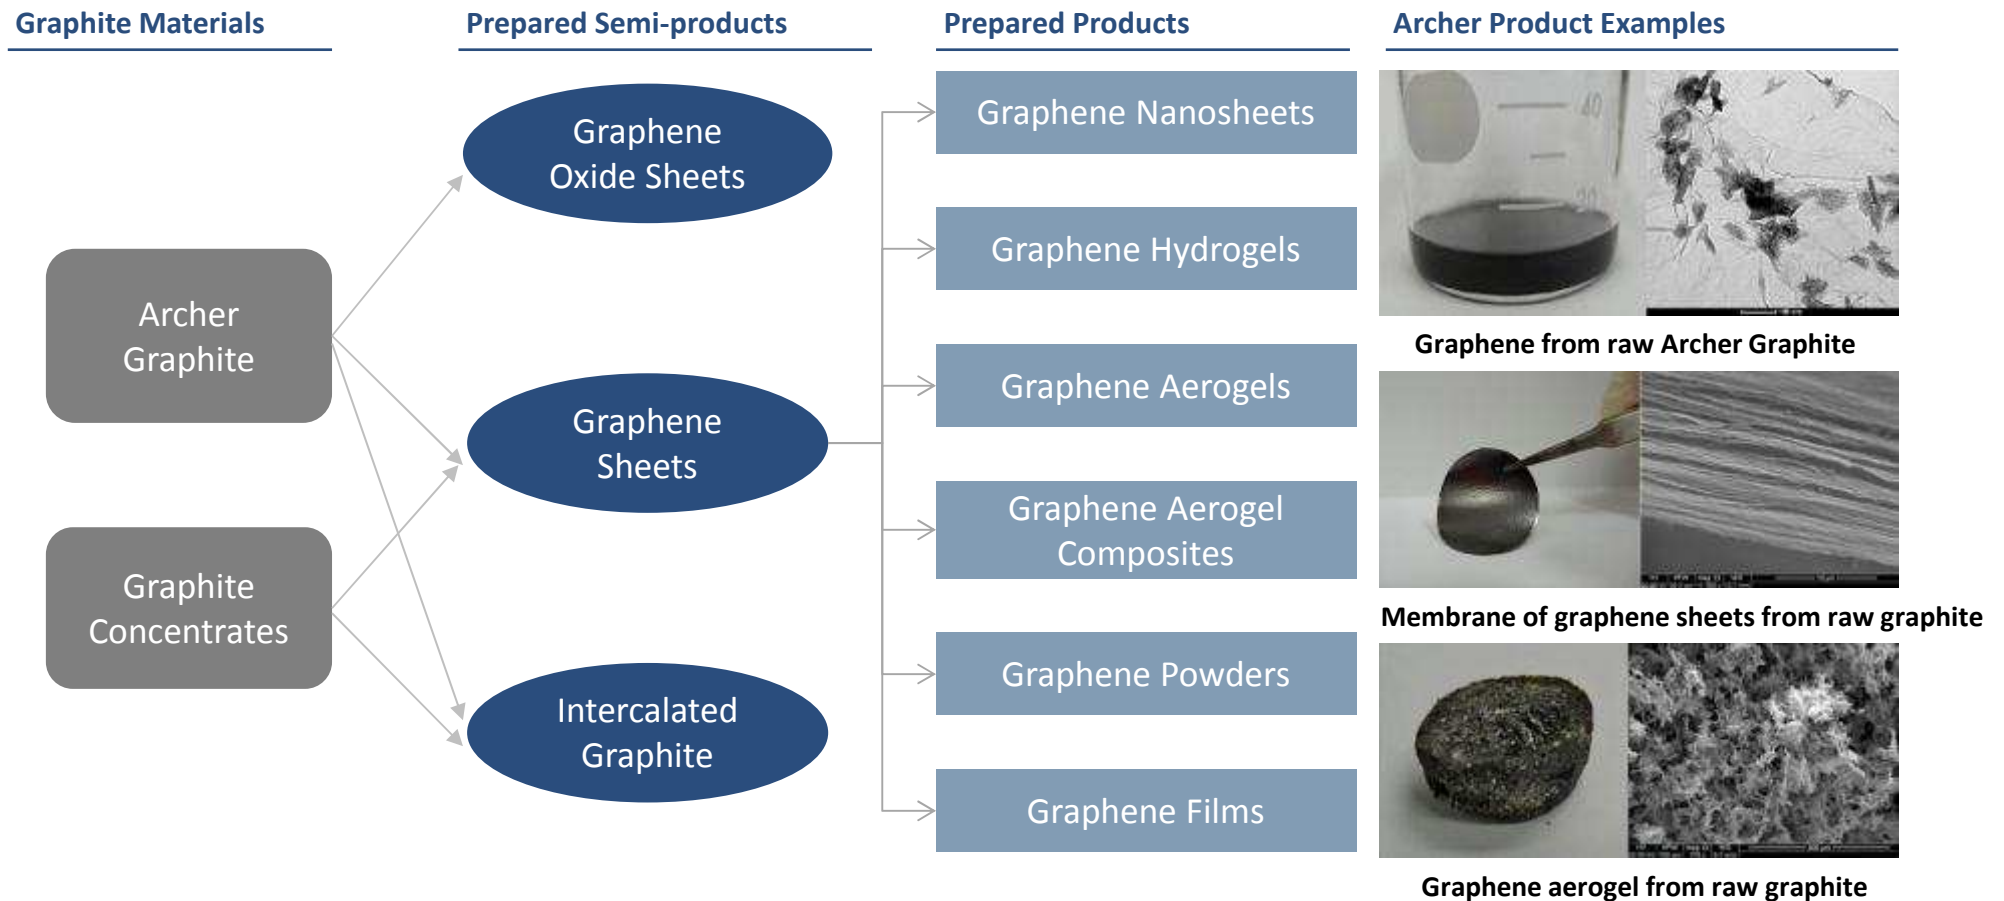 Graphite Materials
Prepared Semi-products
Prepared Products
Archer Product Examples
Archer
Graphite
Graphite
Concentrates
Graphene
Oxide Sheets
Graphene
Sheets
Intercalated
Graphite
Graphene Nanosheets
Graphene Hydrogels
Graphene Aerogels
Graphene Aerogel
Composites
Graphene Powders
Graphene Films
40
Graphene from raw Archer Graphite
Membrane of graphene sheets from raw graphite
Graphene aerogel from raw graphite